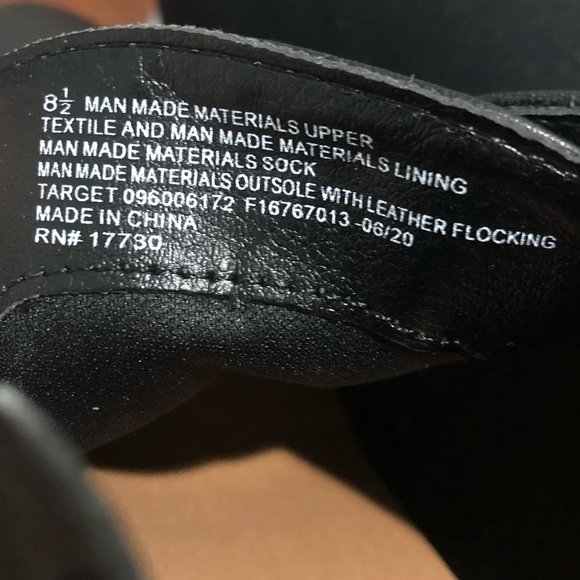 8½ MAN MADE MATERIALS UPPER
TEXTILE AND MAN MADE MATERIALS LINING
MAN MADE MATERIALS SOCK
MAN MADE MATERIALS OUTSOLE WITH LEATHER FLOCKING
TARGET 096006172 F16767013 -06/20
MADE IN CHINA
RN# 17730